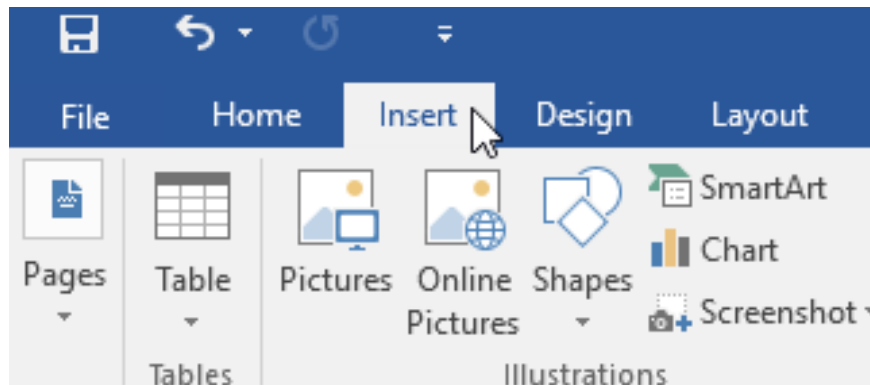 File Home Insert Design Layout
Pages Table Pictures Online Pictures Shapes SmartArt
Chart
Screenshot
Tables Illustrations